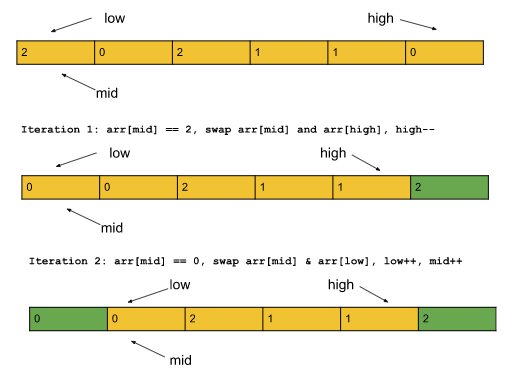 low high
2 0 2 1 1 0
mid
Iteration 1: arr[mid] == 2, swap arr[mid] and arr[high], high--
low high
0 0 2 1 1 2
mid
Iteration 2: arr[mid] == 0, swap arr[mid] & arr[low], low++, mid++
low high
0 0 2 1 1 2
mid